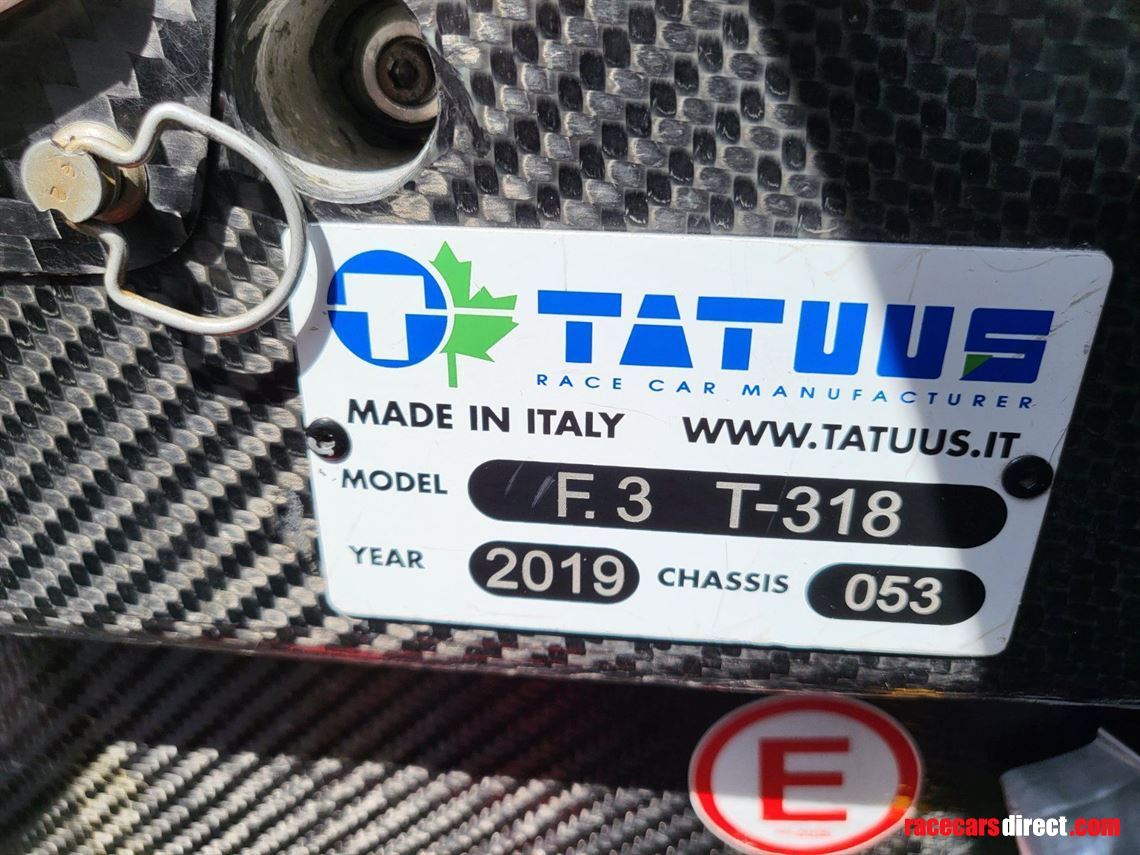 T TATUUS
RACE CAR MANUFACTURER
MADE IN ITALY WWW.TATUUS.IT
MODEL F. 3 T-318
YEAR 2019 CHASSIS 053
E
racecarsdirect.com